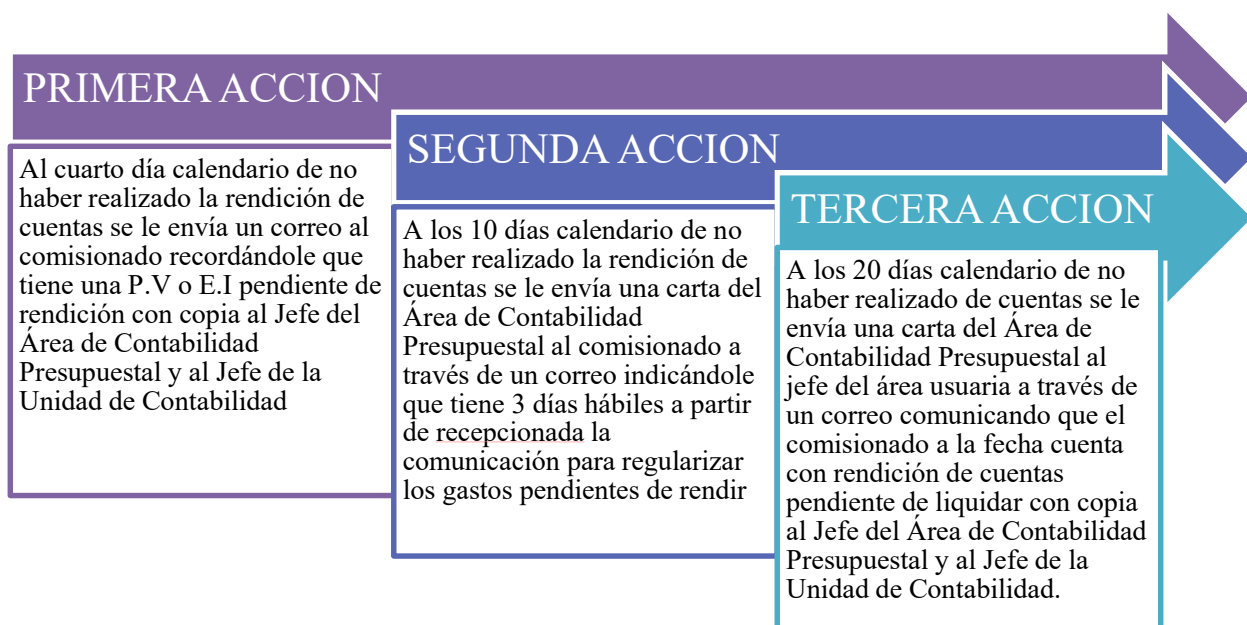 PRIMERA ACCION
Al cuarto día calendario de no
haber realizado la rendición de
cuentas se le envía un correo al
comisionado recordándole que
tiene una P.V o E.I pendiente de
rendición con copia al Jefe del
Área de Contabilidad
Presupuestal y al Jefe de la
Unidad de Contabilidad
SEGUNDA ACCION
A los 10 días calendario de no
haber realizado la rendición de
cuentas se le envía una carta del
Área de Contabilidad
Presupuestal al comisionado a
través de un correo indicándole
que tiene 3 días hábiles a partir
de recepcionada la
comunicación para regularizar
los gastos pendientes de rendir
TERCERA ACCION
A los 20 días calendario de no
haber realizado de cuentas se le
envía una carta del Área de
Contabilidad Presupuestal al
jefe del área usuaria a través de
un correo comunicando que el
comisionado a la fecha cuenta
con rendición de cuentas
pendiente de liquidar con copia
al Jefe del Área de Contabilidad
Presupuestal y al Jefe de la
Unidad de Contabilidad.